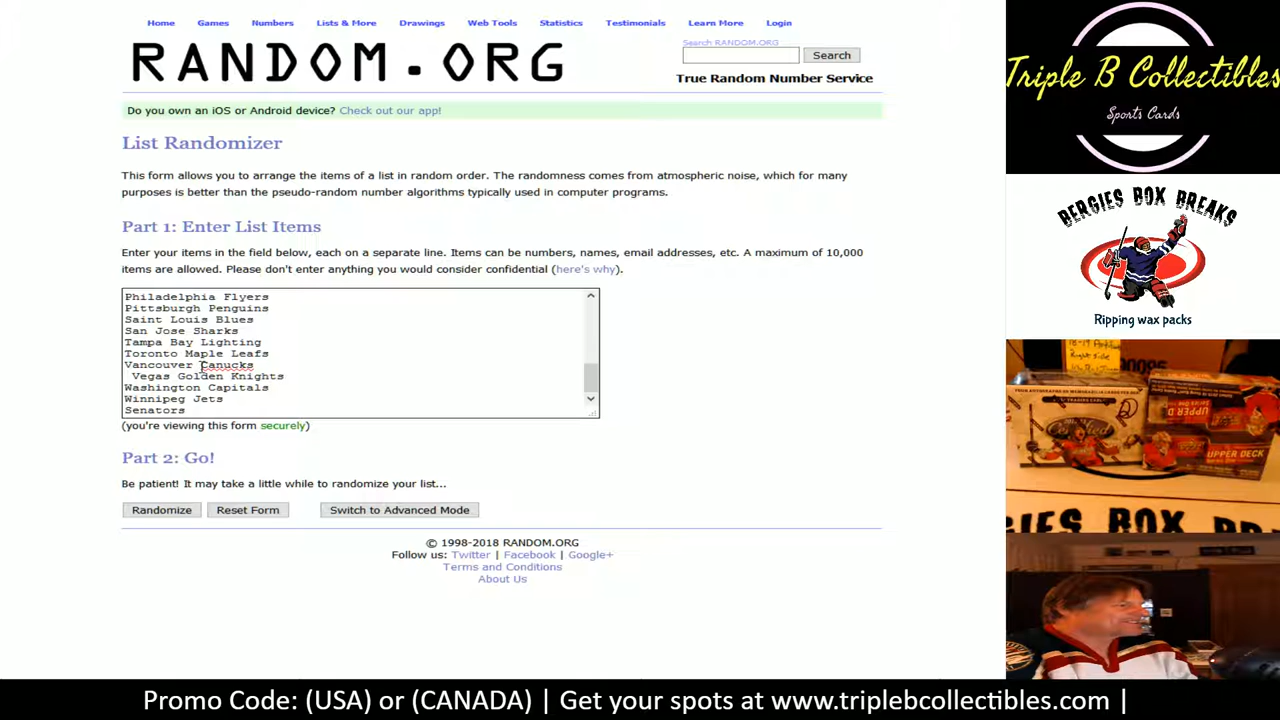 Home Games Numbers Lists & More Drawings Web Tools Statistics Testimonials Learn More Login
RANDOM.ORG
Search RANDOM.ORG
Search
True Random Number Service
Do you own an iOS or Android device? Check out our app!
List Randomizer
This form allows you to arrange the items of a list in random order. The randomness comes from atmospheric noise, which for many
purposes is better than the pseudo-random number algorithms typically used in computer programs.
Part 1: Enter List Items
Enter your items in the field below, each on a separate line. Items can be numbers, names, email addresses, etc. A maximum of 10,000
items are allowed. Please don't enter anything you would consider confidential (here's why).
Philadelphia Flyers
Pittsburgh Penguins
Saint Louis Blues
San Jose Sharks
Tampa Bay Lighting
Toronto Maple Leafs
Vancouver Canucks
Vegas Golden Knights
Washington Capitals
Winnipeg Jets
Senators
(you're viewing this form securely)
Part 2: Go!
Be patient! It may take a little while to randomize your list...
Randomize Reset Form Switch to Advanced Mode
© 1998-2018 RANDOM.ORG
Follow us: Twitter | Facebook | Google+
Terms and Conditions
About Us
Triple B Collectibles
Sports Cards
BERGIES BOX BREAKS
Ripping wax packs
Right Side
Certified
UPPER D
UPPER DECK
BERGIES BOX BREA
Promo Code: (USA) or (CANADA) | Get your spots at www.triplebcollectibles.com |